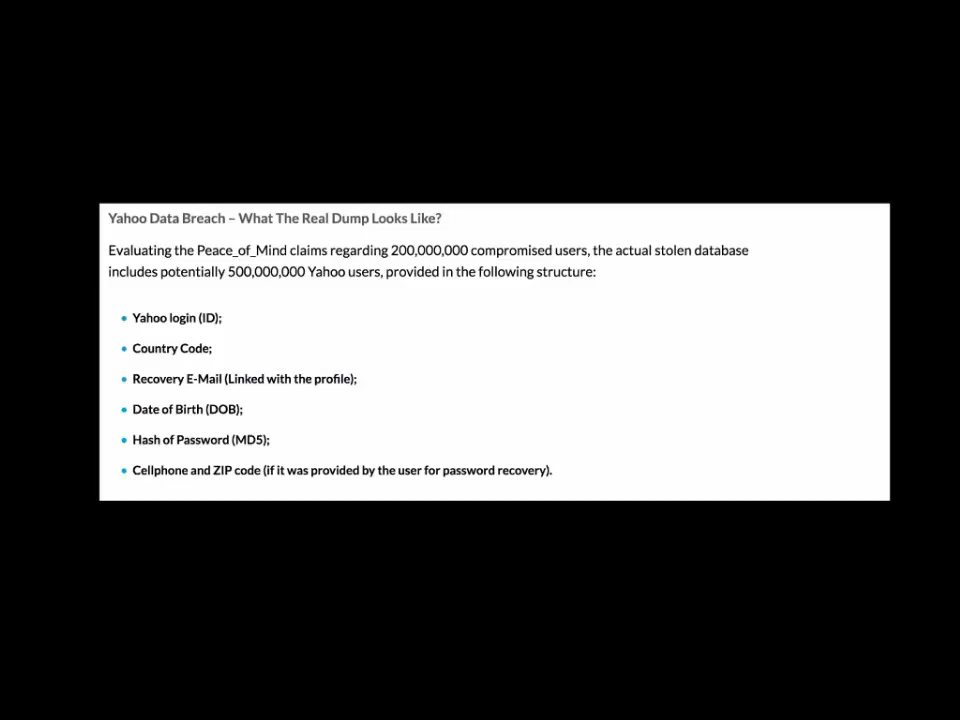 Yahoo Data Breach – What The Real Dump Looks Like?
Evaluating the Peace_of_Mind claims regarding 200,000,000 compromised users, the actual stolen database
includes potentially 500,000,000 Yahoo users, provided in the following structure:
• Yahoo login (ID);
• Country Code;
• Recovery E-Mail (Linked with the profile);
• Date of Birth (DOB);
• Hash of Password (MD5);
• Cellphone and ZIP code (if it was provided by the user for password recovery).